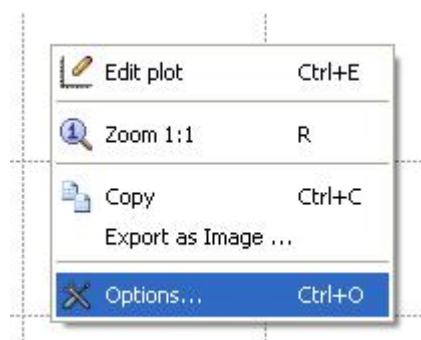 Edit plot Ctrl+E
Zoom 1:1 R
Copy Ctrl+C
Export as Image ...
Options... Ctrl+O